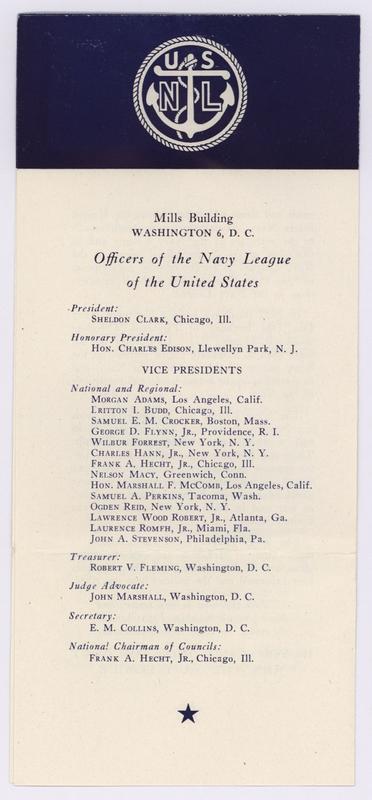 U S
N L
Mills Building
WASHINGTON 6, D. C.
Officers of the Navy League
of the United States
President:
SHELDON CLARK, Chicago, Ill.
Honorary President:
HON. CHARLES EDISON, Llewellyn Park, N. J.
VICE PRESIDENTS
National and Regional:
MORGAN ADAMS, Los Angeles, Calif.
BRITTON I. BUDD, Chicago, Ill.
SAMUEL E. M. CROCKER, Boston, Mass.
GEORGE D. FLYNN, JR., Providence, R. I.
WILBUR FORREST, New York, N. Y.
CHARLES HANN, JR., New York, N. Y.
FRANK A. HECHT, JR., Chicago, Ill.
NELSON MACY, Greenwich, Conn.
HON. MARSHALL F. MCCOMB, Los Angeles, Calif.
SAMUEL A. PERKINS, Tacoma, Wash.
OGDEN REID, New York, N. Y.
LAWRENCE WOOD ROBERT, JR., Atlanta, Ga.
LAURENCE ROMFH, JR., Miami, Fla.
JOHN A. STEVENSON, Philadelphia, Pa.
Treasurer:
ROBERT V. FLEMING, Washington, D. C.
Judge Advocate:
JOHN MARSHALL, Washington, D. C.
Secretary:
E. M. COLLINS, Washington, D. C.
National Chairman of Councils:
FRANK A. HECHT, JR., Chicago, Ill.